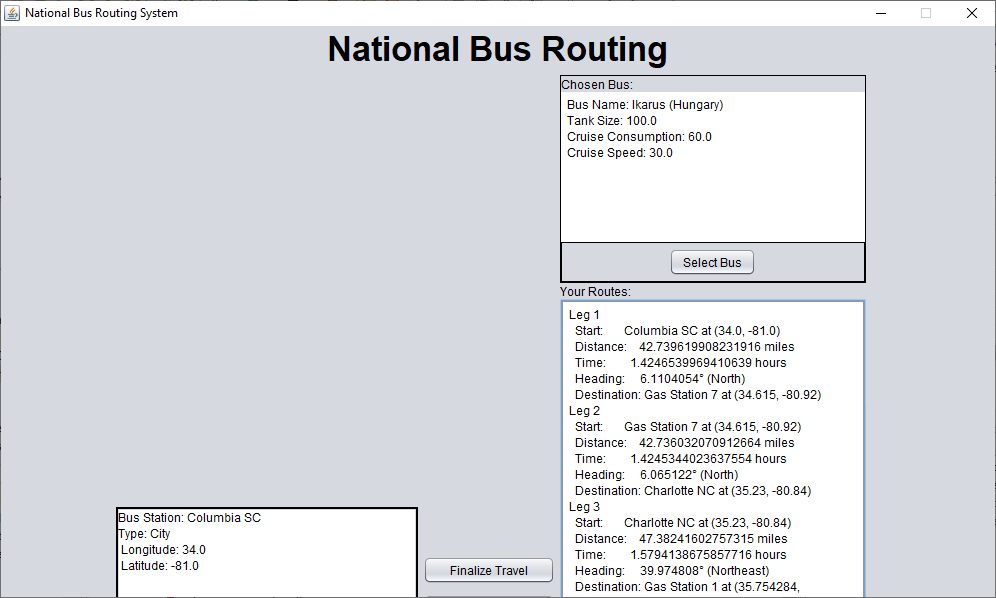 National Bus Routing System
National Bus Routing
Chosen Bus:
Bus Name: Ikarus (Hungary)
Tank Size: 100.0
Cruise Consumption: 60.0
Cruise Speed: 30.0
Select Bus
Your Routes:
Leg 1
Start: Columbia SC at (34.0, -81.0)
Distance: 42.739619908231916 miles
Time: 1.4246539969410639 hours
Heading: 6.1104054° (North)
Destination: Gas Station 7 at (34.615, -80.92)
Leg 2
Start: Gas Station 7 at (34.615, -80.92)
Distance: 42.736032070912664 miles
Time: 1.4245344023637554 hours
Heading: 6.065122° (North)
Destination: Charlotte NC at (35.23, -80.84)
Leg 3
Start: Charlotte NC at (35.23, -80.84)
Distance: 47.38241602757315 miles
Time: 1.5794138675857716 hours
Heading: 39.974808° (Northeast)
Destination: Gas Station 1 at (35.754284,
Bus Station: Columbia SC
Type: City
Longitude: 34.0
Latitude: -81.0
Finalize Travel